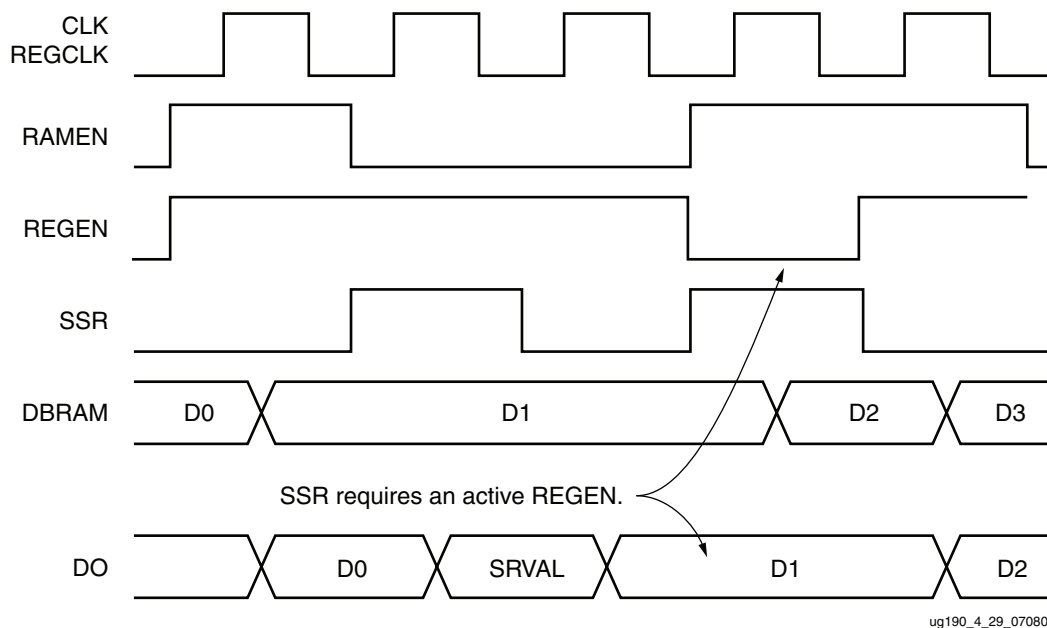 CLK
REGCLK
RAMEN
REGEN
SSR
DBRAM D0 D1 D2 D3
SSR requires an active REGEN.
DO D0 SRVAL D1 D2
ug190_4_29_07080